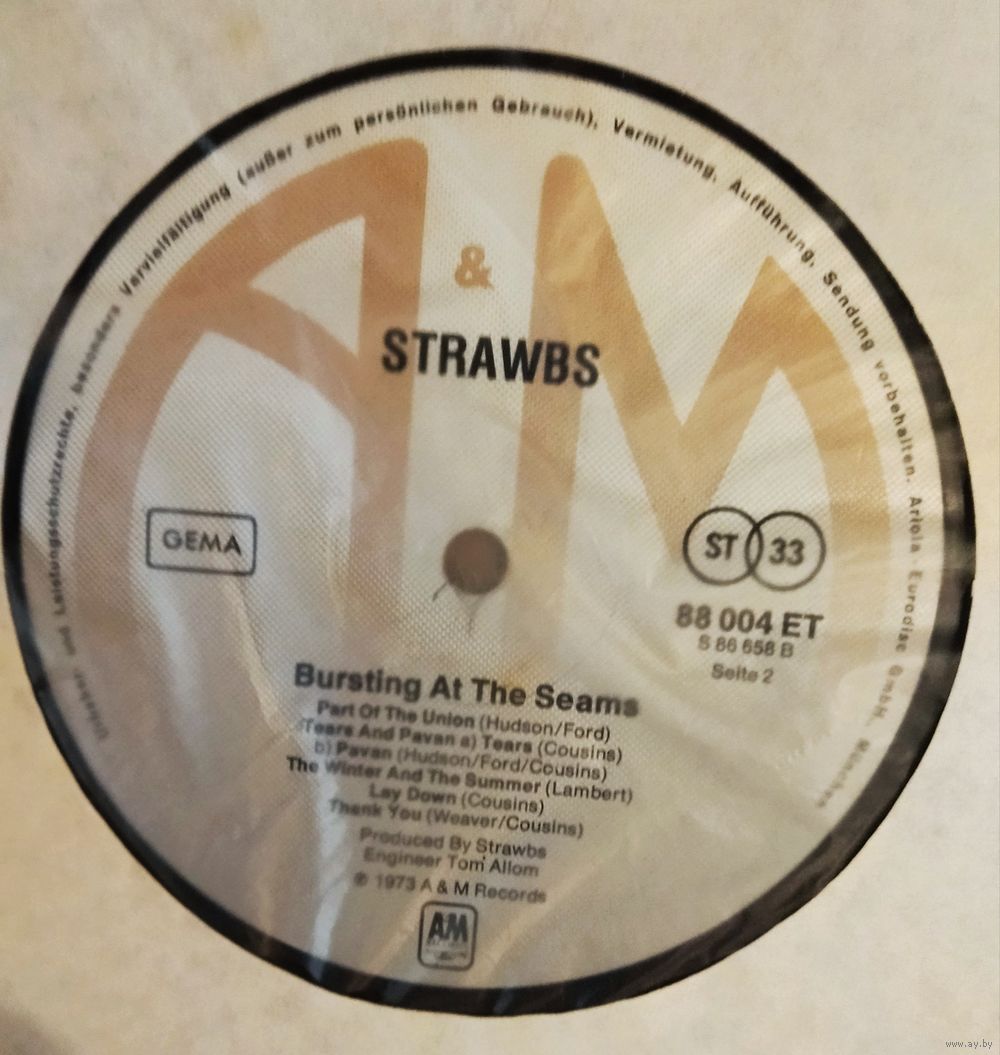 Urheber und Leistungsschutzrechte, besonders Vervielfältigung (außer zum persönlichen Gebrauch), Vermietung, Aufführung, Sendung vorbehalten. Ariola-Eurodisc GmbH, München
A & M
STRAWBS
GEMA
ST 33
88 004 ET
S 86 658 B
Seite 2
Bursting At The Seams
Part Of The Union (Hudson/Ford)
Tears And Pavan a) Tears (Cousins)
b) Pavan (Hudson/Ford/Cousins)
The Winter And The Summer (Lambert)
Lay Down (Cousins)
Thank You (Weaver/Cousins)
Produced By Strawbs
Engineer Tom Allom
℗ 1973 A & M Records
AM
www.ay.by